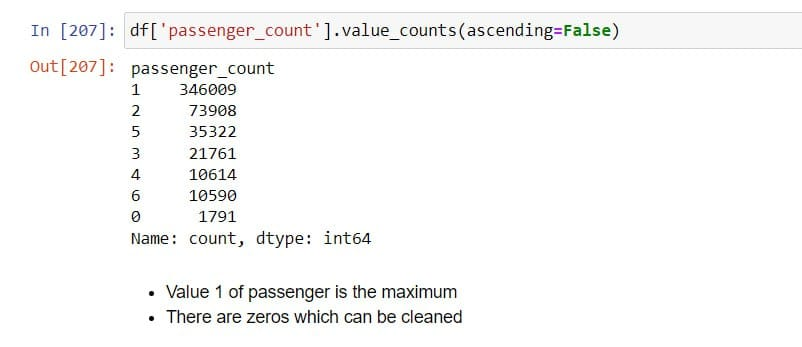 In [207]: df['passenger_count'].value_counts(ascending=False)
Out[207]: passenger_count
1    346009
2     73908
5     35322
3     21761
4     10614
6     10590
0      1791
Name: count, dtype: int64
• Value 1 of passenger is the maximum
• There are zeros which can be cleaned